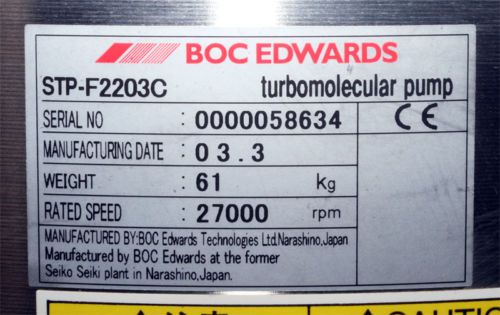 BOC EDWARDS
STP-F2203C turbomolecular pump
SERIAL NO : 0000058634 CE
MANUFACTURING DATE : 03.3
WEIGHT : 61 kg
RATED SPEED : 27000 rpm
MANUFACTURED BY:BOC Edwards Technologies Ltd,Narashino,Japan
Manufactured by BOC Edwards at the former
Seiko Seiki plant in Narashino,Japan.